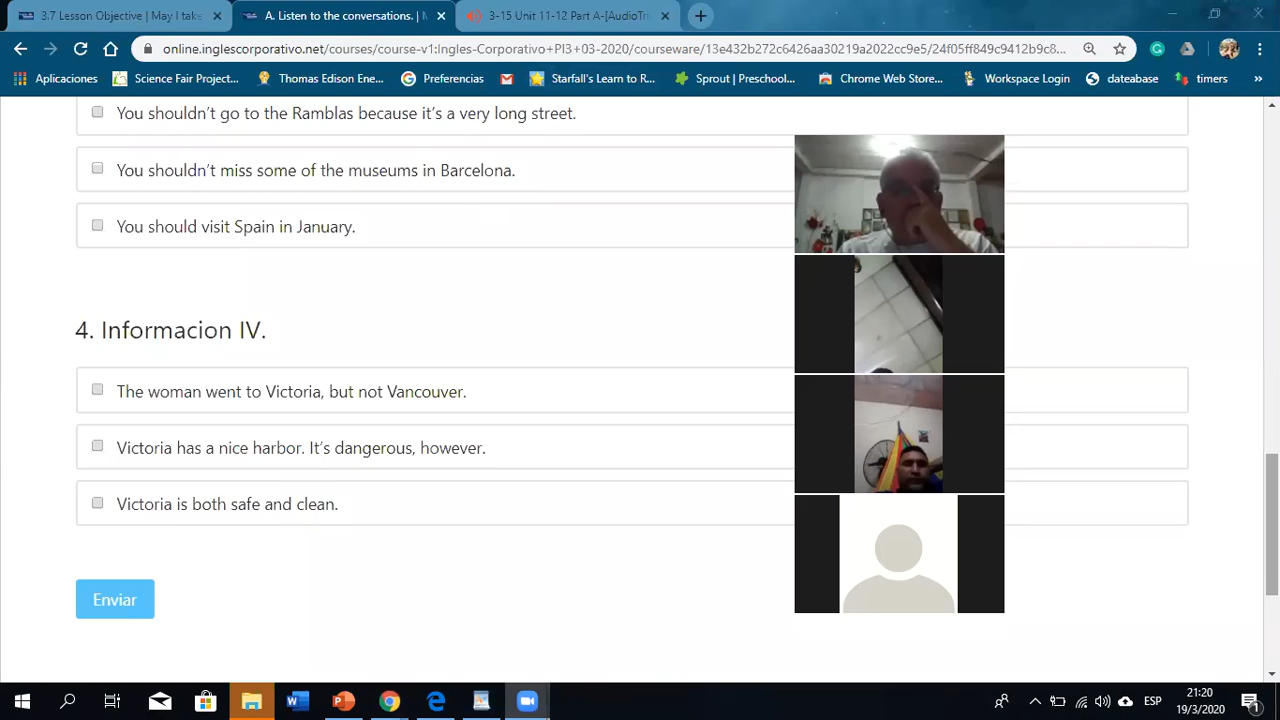 3.7 Lesson Objective | May I take
A. Listen to the conversations. |
3-15 Unit 11-12 Part A-[AudioTri
online.inglescorporativo.net/courses/course-v1:Ingles-Corporativo+PI3+03-2020/courseware/13e432b272c6426aa30219a2022cc9e5/24f05ff849c9412b9c8...
Aplicaciones
Science Fair Project...
Thomas Edison Ene...
Preferencias
Starfall's Learn to R...
Sprout | Preschool...
Chrome Web Store...
Workspace Login
dateabase
timers
»
You shouldn't go to the Ramblas because it's a very long street.
You shouldn't miss some of the museums in Barcelona.
You should visit Spain in January.
4. Informacion IV.
The woman went to Victoria, but not Vancouver.
Victoria has a nice harbor. It's dangerous, however.
Victoria is both safe and clean.
Enviar
ESP
21:20
19/3/2020